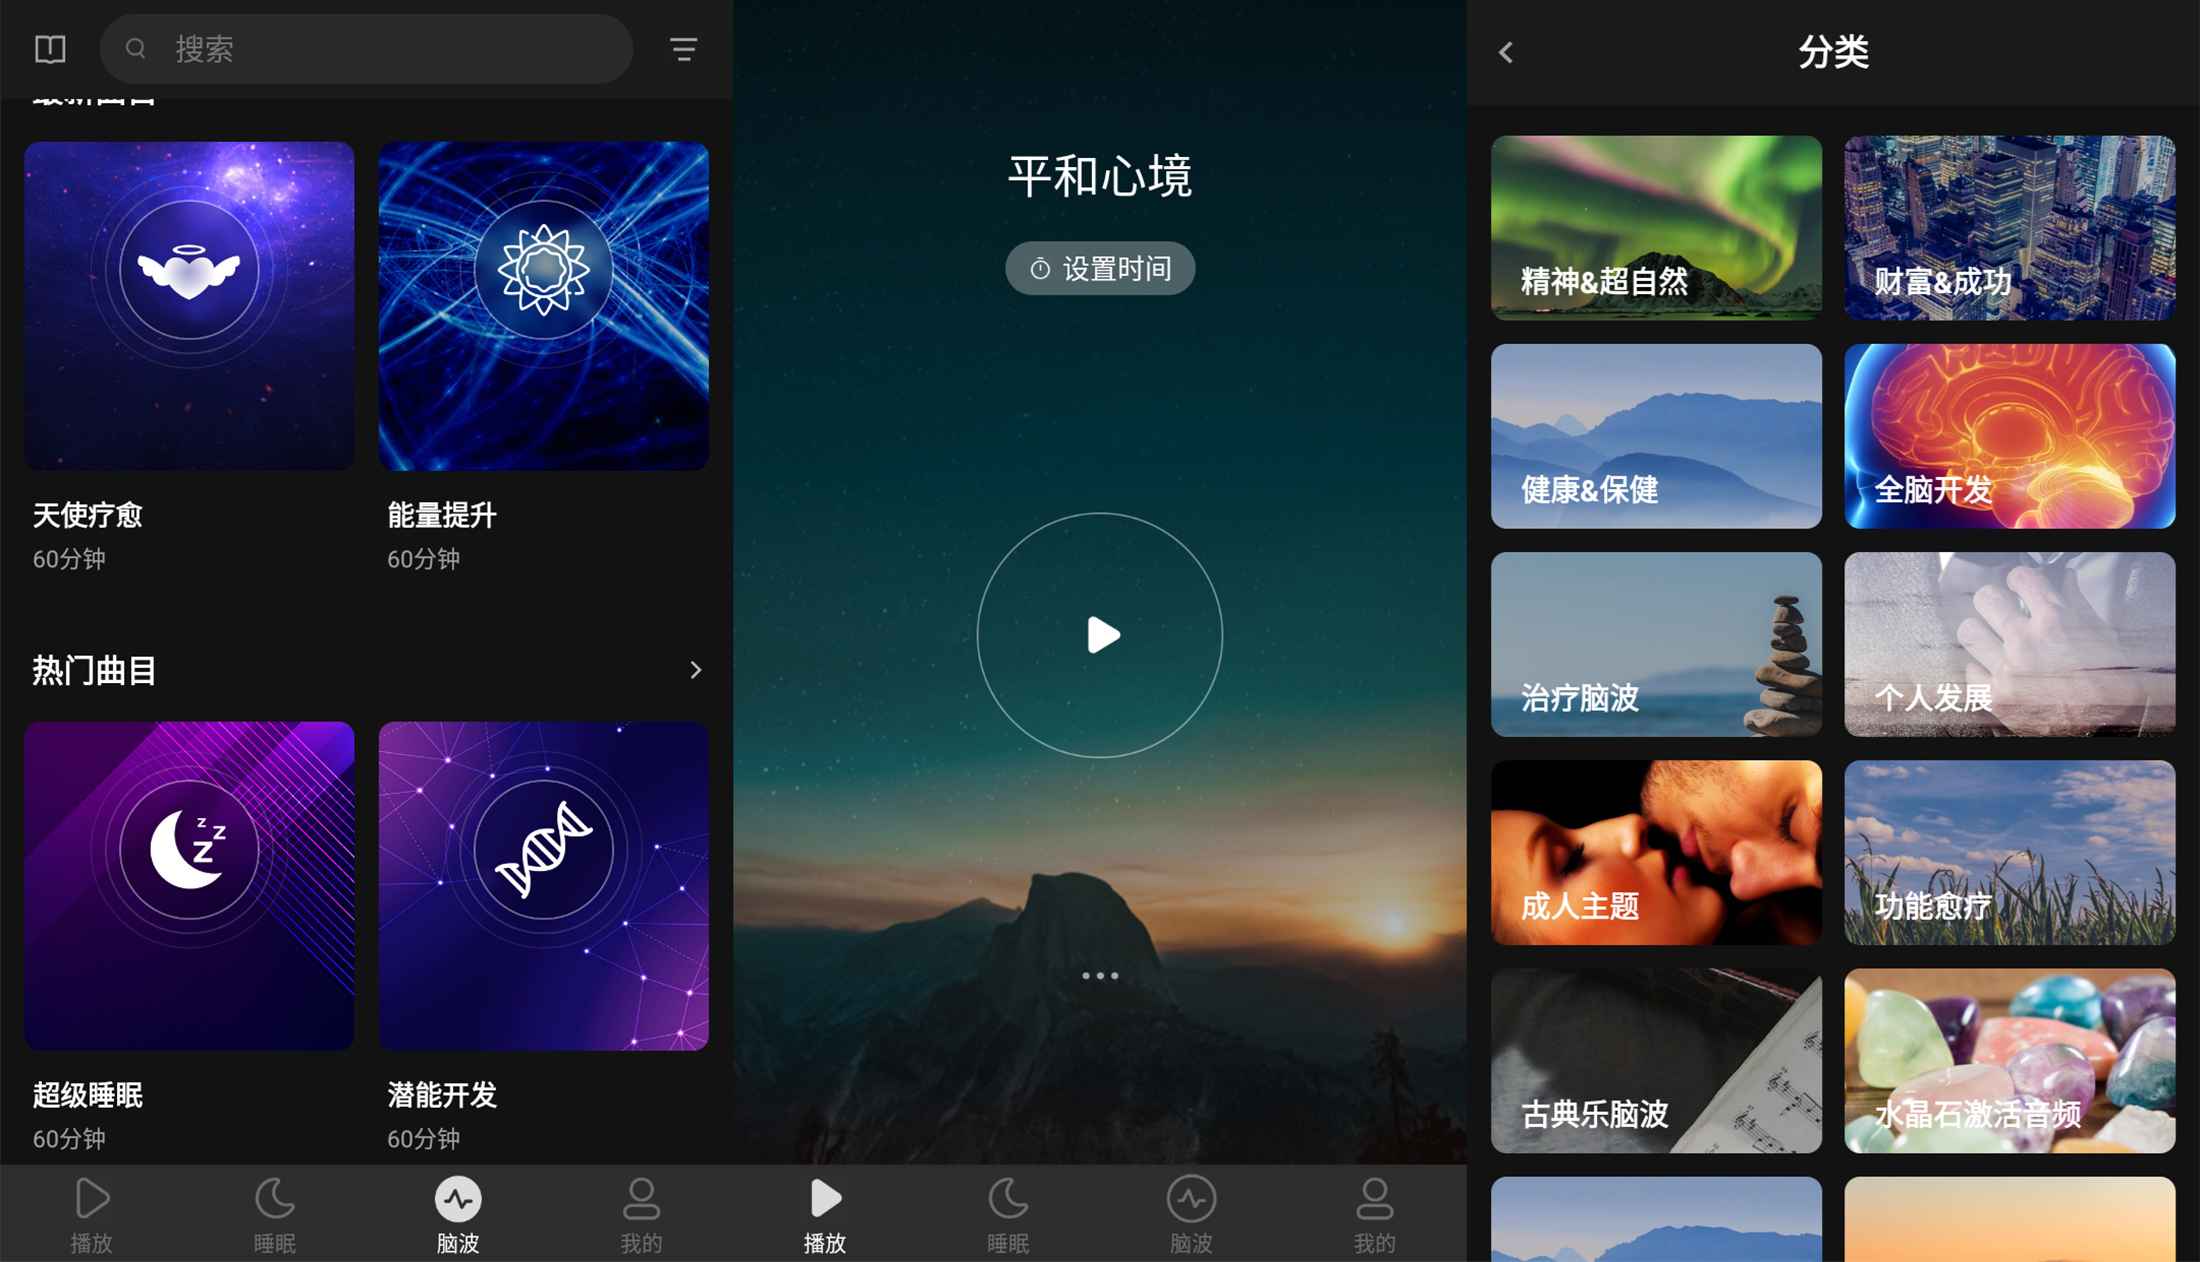 搜索
最新曲目
天使疗愈
60分钟
能量提升
60分钟
热门曲目
超级睡眠
60分钟
潜能开发
60分钟
播放
睡眠
脑波
我的
平和心境
设置时间
播放
睡眠
脑波
我的
分类
精神&超自然
财富&成功
健康&保健
全脑开发
治疗脑波
个人发展
成人主题
功能愈疗
古典乐脑波
水晶石激活音频